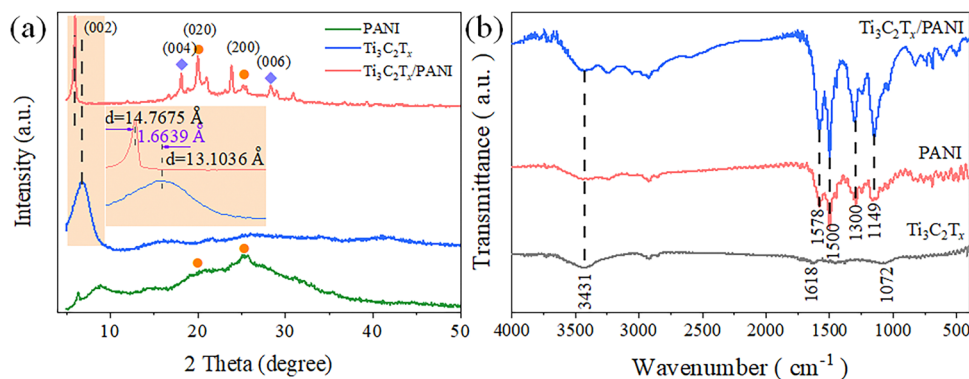 (a)
(002)
(004)
(020)
(200)
(006)
PANI
Ti3C2Tx
Ti3C2Tx/PANI
d=14.7675 Å
1.6639 Å
d=13.1036 Å
Intensity (a.u.)
10 20 30 40 50
2 Theta (degree)
(b)
Ti3C2Tx/PANI
PANI
Ti3C2Tx
3431
1618
1578
1500
1300
1149
1072
Transmittance ( a.u.)
4000 3500 3000 2500 2000 1500 1000 500
Wavenumber ( cm-1)